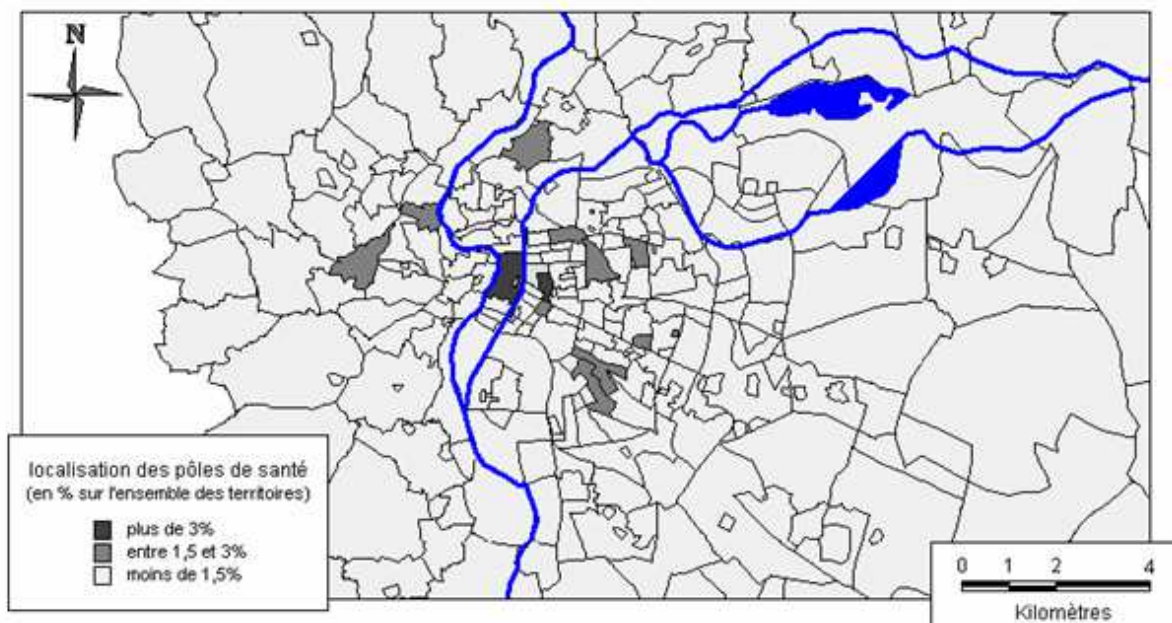 N
localisation des pôles de santé
(en % sur l'ensemble des territoires)
plus de 3%
entre 1,5 et 3%
moins de 1,5%
0 1 2 4
Kilomètres